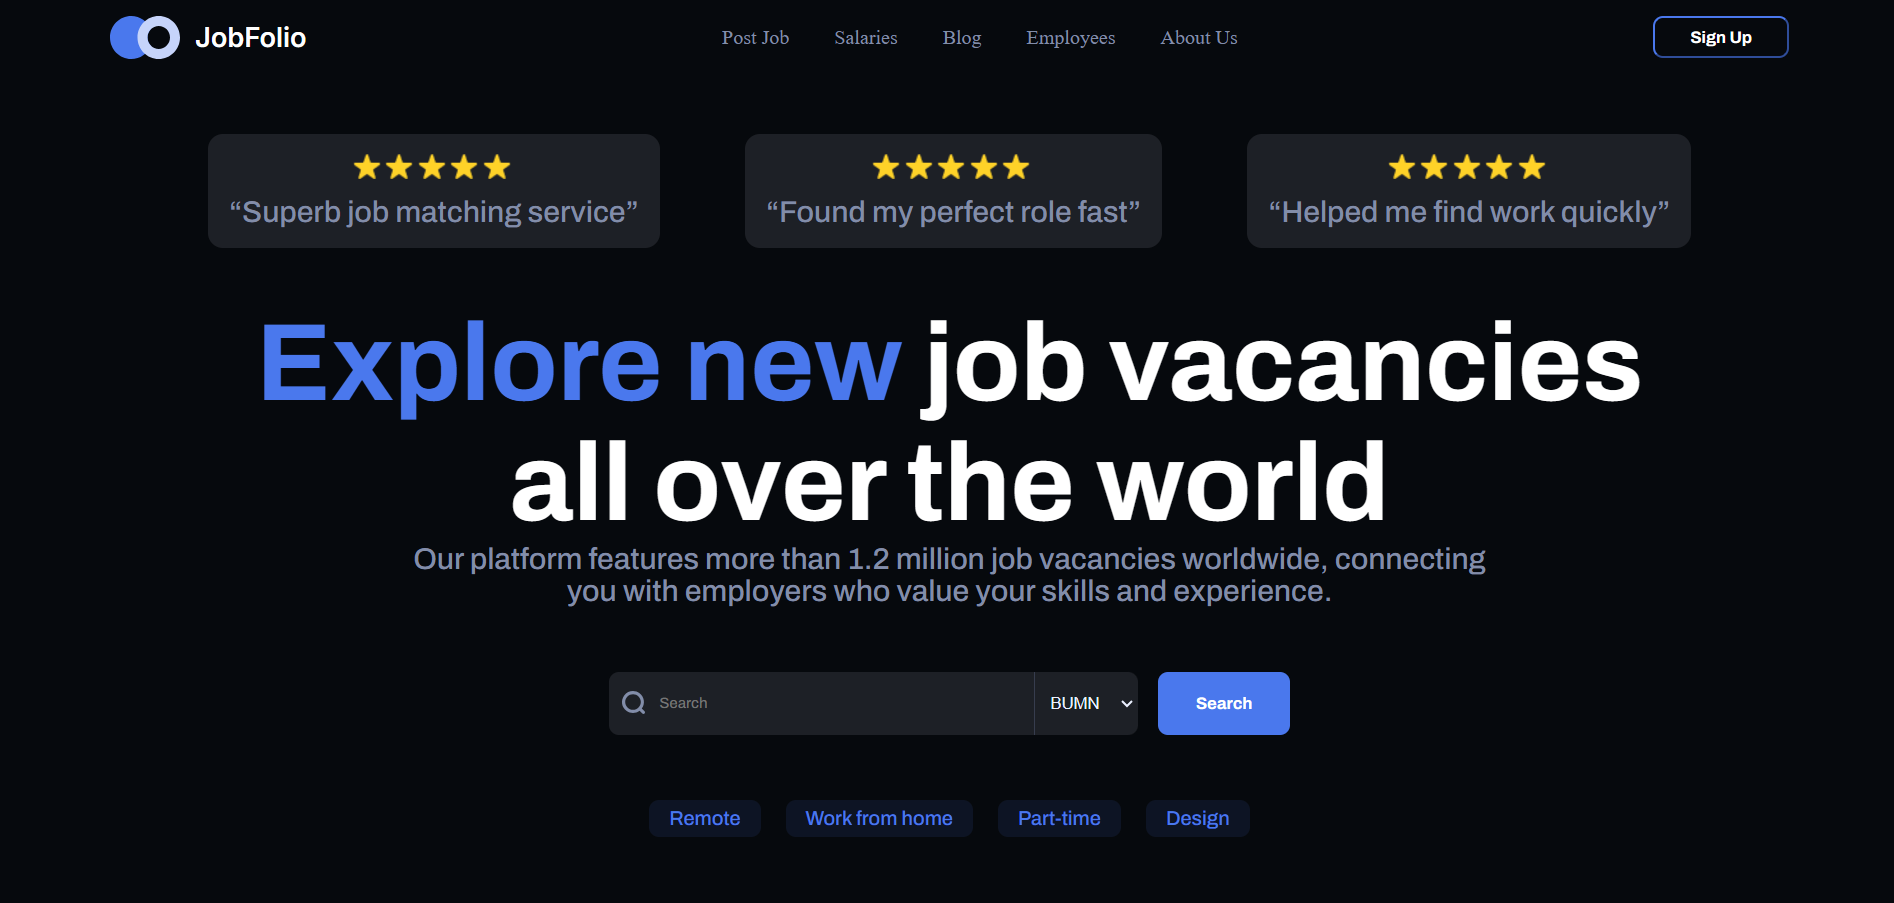 JobFolio
Post Job Salaries Blog Employees About Us
Sign Up
“Superb job matching service”
“Found my perfect role fast”
“Helped me find work quickly”
Explore new job vacancies
all over the world
Our platform features more than 1.2 million job vacancies worldwide, connecting
you with employers who value your skills and experience.
Search
BUMN
Search
Remote
Work from home
Part-time
Design